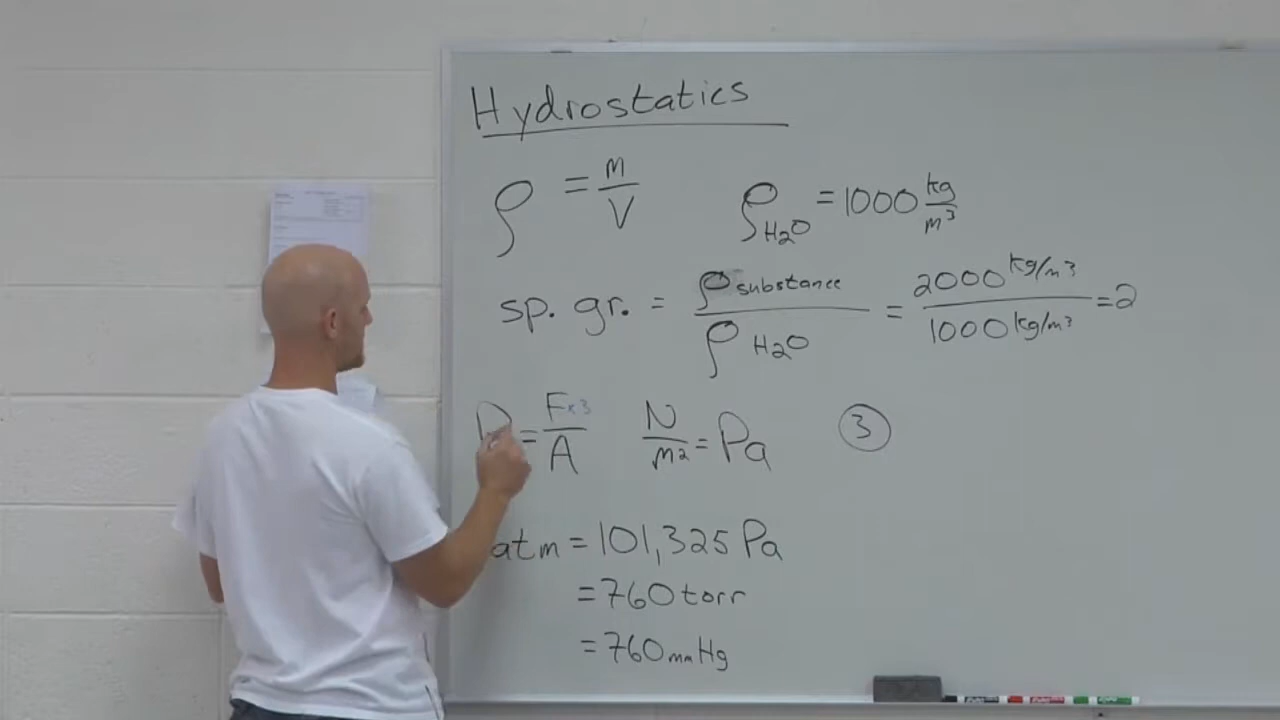 Hydrostatics
ρ = m/V ρH₂O = 1000 kg/m³
sp. gr. = ρsubstance/ρH₂O = 2000 kg/m³/1000 kg/m³ = 2
P = Fx3/A N/m² = Pa 3
atm = 101,325 Pa
= 760 torr
= 760 mmHg